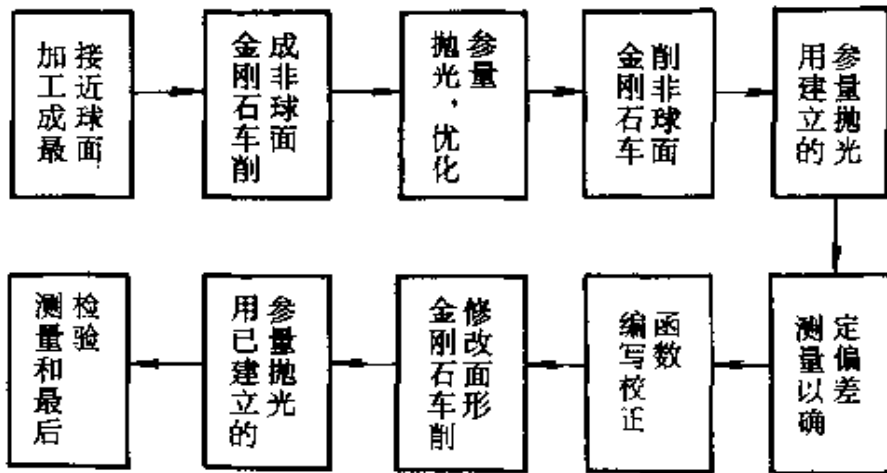 加工成最
接近球面
金刚石车削
成非球面
抛光，优化
参量
金刚石车
削非球面
用建立的
参量抛光
测量以确
定偏差
编写校正
函数
金刚石车削
修改面形
用已建立的
参量抛光
测量和最后
检验